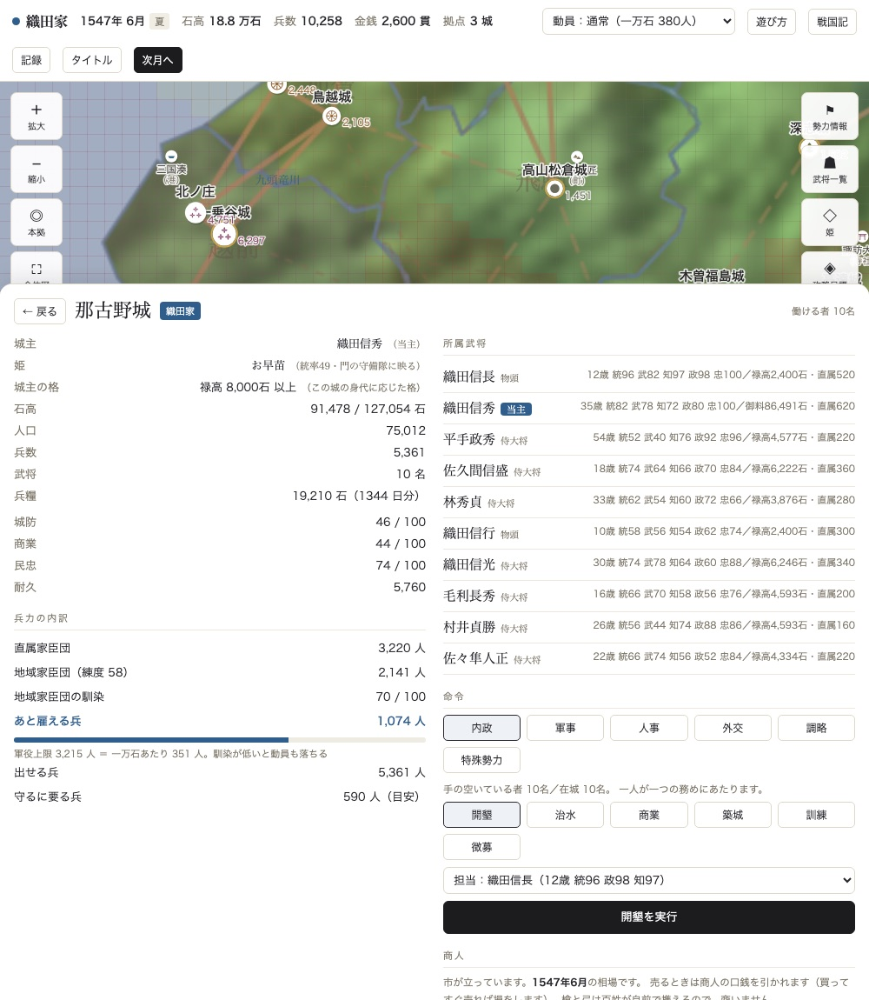 織田家 1547年 6月 夏 石高 18.8 万石 兵数 10,258 金銭 2,600 貫 拠点 3 城 動員：通常（一万石 380人） 遊び方 戦国記
記録 タイトル 次月へ
＋
拡大
−
縮小
本拠
2,448
鳥越城
2,105
三国湊
（港）
北ノ庄
九頭竜川
一乗谷城
4,751
6,297
越前
高山松倉城
（町）
1,451
木曽福島城
深
勢力情報
武将一覧
姫
← 戻る 那古野城 織田家 働ける者 10名
城主 織田信秀 （当主）
姫 お早苗 （統率49・門の守備隊に映る）
城主の格 禄高 8,000石 以上 （この城の身代に応じた格）
石高 91,478 / 127,054 石
人口 75,012
兵数 5,361
武将 10 名
兵糧 19,210 石（1344 日分）
城防 46 / 100
商業 44 / 100
民忠 74 / 100
耐久 5,760
兵力の内訳
直属家臣団 3,220 人
地域家臣団（練度 58） 2,141 人
地域家臣団の馴染 70 / 100
あと雇える兵 1,074 人
軍役上限 3,215 人 ＝ 一万石あたり 351 人。馴染が低いと動員も落ちる
出せる兵 5,361 人
守るに要る兵 590 人（目安）
所属武将
織田信長 物頭 12歳 統96 武82 知97 政98 忠100／禄高2,400石・直属520
織田信秀 当主 35歳 統82 武78 知72 政80 忠100／御料86,491石・直属620
平手政秀 侍大将 54歳 統52 武40 知76 政92 忠96／禄高4,577石・直属220
佐久間信盛 侍大将 18歳 統74 武64 知66 政70 忠84／禄高6,222石・直属360
林秀貞 侍大将 33歳 統62 武54 知60 政72 忠66／禄高3,876石・直属280
織田信行 物頭 10歳 統58 武56 知54 政62 忠74／禄高2,400石・直属300
織田信光 侍大将 30歳 統74 武78 知64 政60 忠88／禄高6,246石・直属340
毛利長秀 侍大将 16歳 統66 武70 知58 政56 忠76／禄高4,593石・直属200
村井貞勝 侍大将 26歳 統56 武44 知74 政88 忠86／禄高4,593石・直属160
佐々隼人正 侍大将 22歳 統66 武74 知56 政52 忠84／禄高4,334石・直属220
命令
内政 軍事 人事 外交 調略
特殊勢力
手の空いている者 10名／在城 10名。 一人が一つの務めにあたります。
開墾 治水 商業 築城 訓練
徴募
担当：織田信長（12歳 統96 政98 知97）
開墾を実行
商人
市が立っています。1547年6月の相場です。 売るときは商人の口銭を引かれます（買って